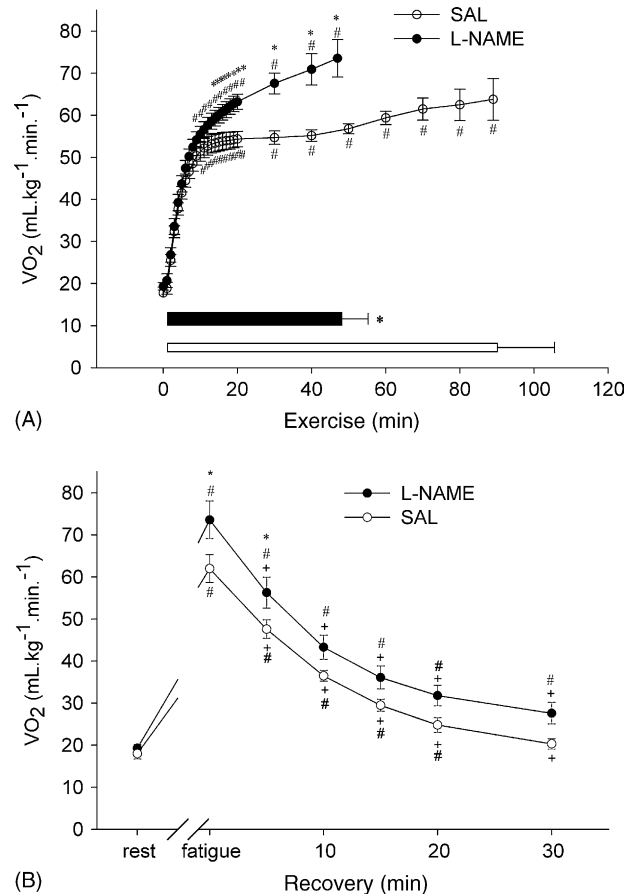 SAL
L-NAME
80
70
60
50
40
30
20
10
0
VO2 (mL.kg-1.min.-1)
0 20 40 60 80 100 120
Exercise (min)
(A)
L-NAME
SAL
80
70
60
50
40
30
20
10
0
VO2 (mL.kg-1.min.-1)
rest fatigue 10 20 30
Recovery (min)
(B)